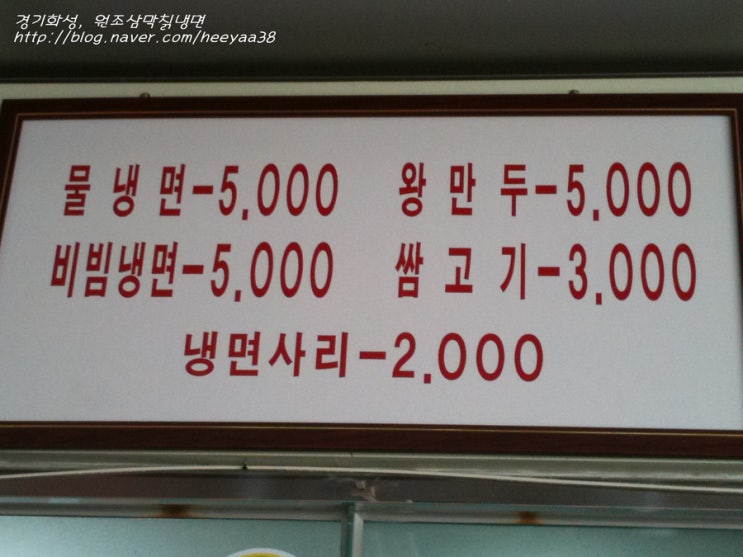 경기화성, 원조삼막칡냉면
http://blog.naver.com/heeyaa38
물냉면-5,000 왕만두-5,000
비빔냉면-5,000 쌈고기-3,000
냉면사리-2,000